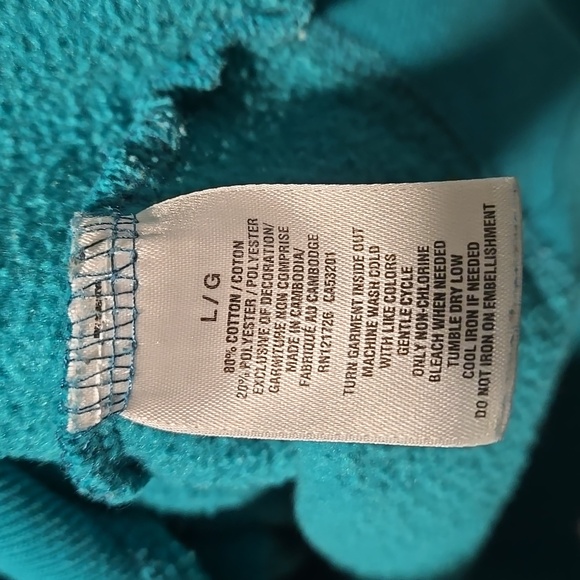 L / G
80% COTTON / COTON
20% POLYESTER / POLYESTER
EXCLUSIVE OF DECORATION/
GARNITURE NON COMPRISE
MADE IN CAMBODIA/
FABRIQUÉ AU CAMBODGE
RN121726 CA53201
TURN GARMENT INSIDE OUT
MACHINE WASH COLD
WITH LIKE COLORS
GENTLE CYCLE
ONLY NON-CHLORINE
BLEACH WHEN NEEDED
TUMBLE DRY LOW
COOL IRON IF NEEDED
DO NOT IRON ON EMBELLISHMENT